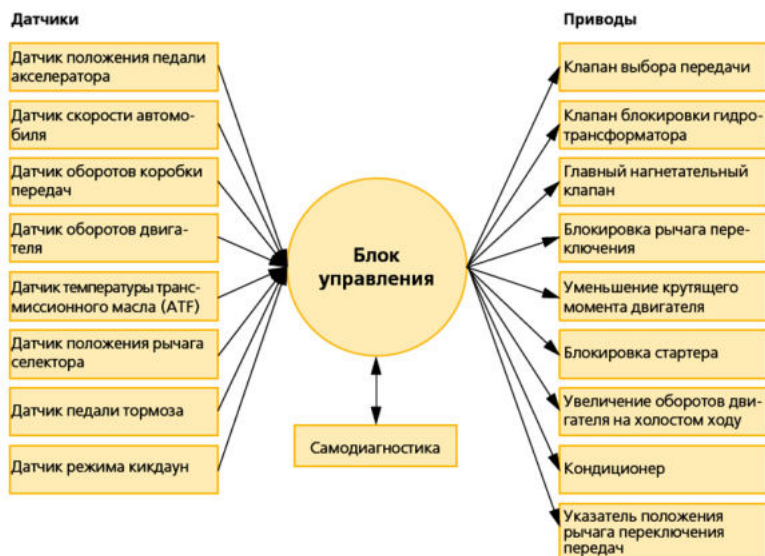 Датчики
Датчик положения педали
акселератора
Датчик скорости автомо-
биля
Датчик оборотов коробки
передач
Датчик оборотов двига-
теля
Датчик температуры транс-
миссионного масла (ATF)
Датчик положения рычага
селектора
Датчик педали тормоза
Датчик режима кикдаун
Блок
управления
Самодиагностика
Приводы
Клапан выбора передачи
Клапан блокировки гидро-
трансформатора
Главный нагнетательный
клапан
Блокировка рычага пере-
ключения
Уменьшение крутящего
момента двигателя
Блокировка стартера
Увеличение оборотов дви-
гателя на холостом ходу
Кондиционер
Указатель положения
рычага переключения
передач